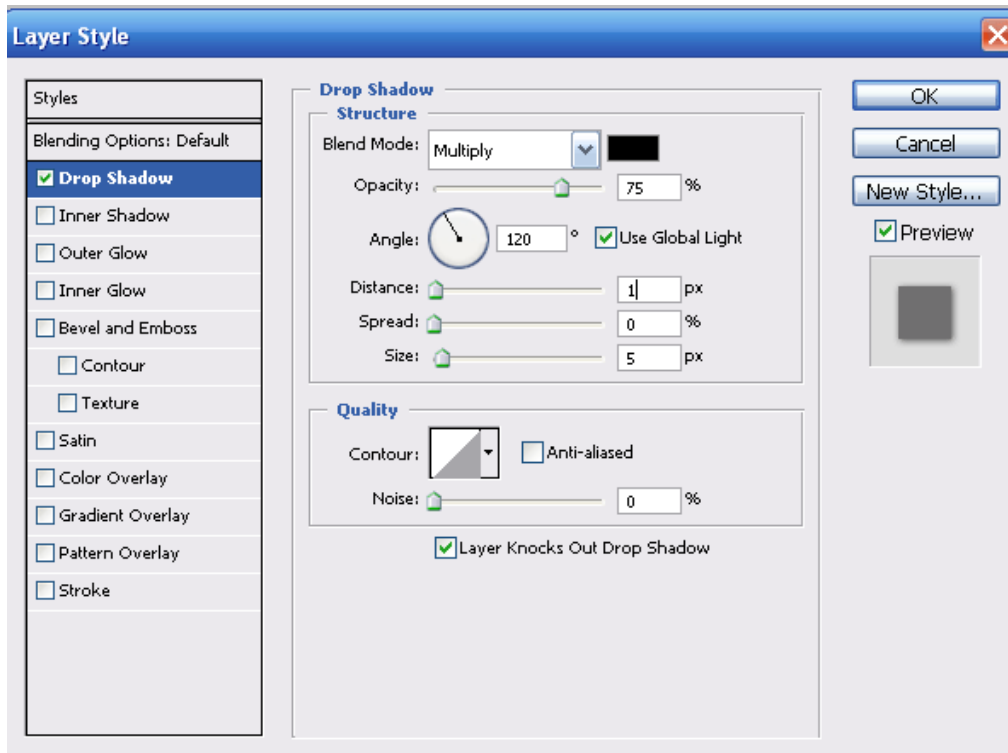 Layer Style
Styles
Blending Options: Default
Drop Shadow
Inner Shadow
Outer Glow
Inner Glow
Bevel and Emboss
Contour
Texture
Satin
Color Overlay
Gradient Overlay
Pattern Overlay
Stroke
Drop Shadow
Structure
Blend Mode: Multiply
Opacity: 75 %
Angle: 120 ° Use Global Light
Distance: 1 px
Spread: 0 %
Size: 5 px
Quality
Contour: Anti-aliased
Noise: 0 %
Layer Knocks Out Drop Shadow
OK
Cancel
New Style...
Preview